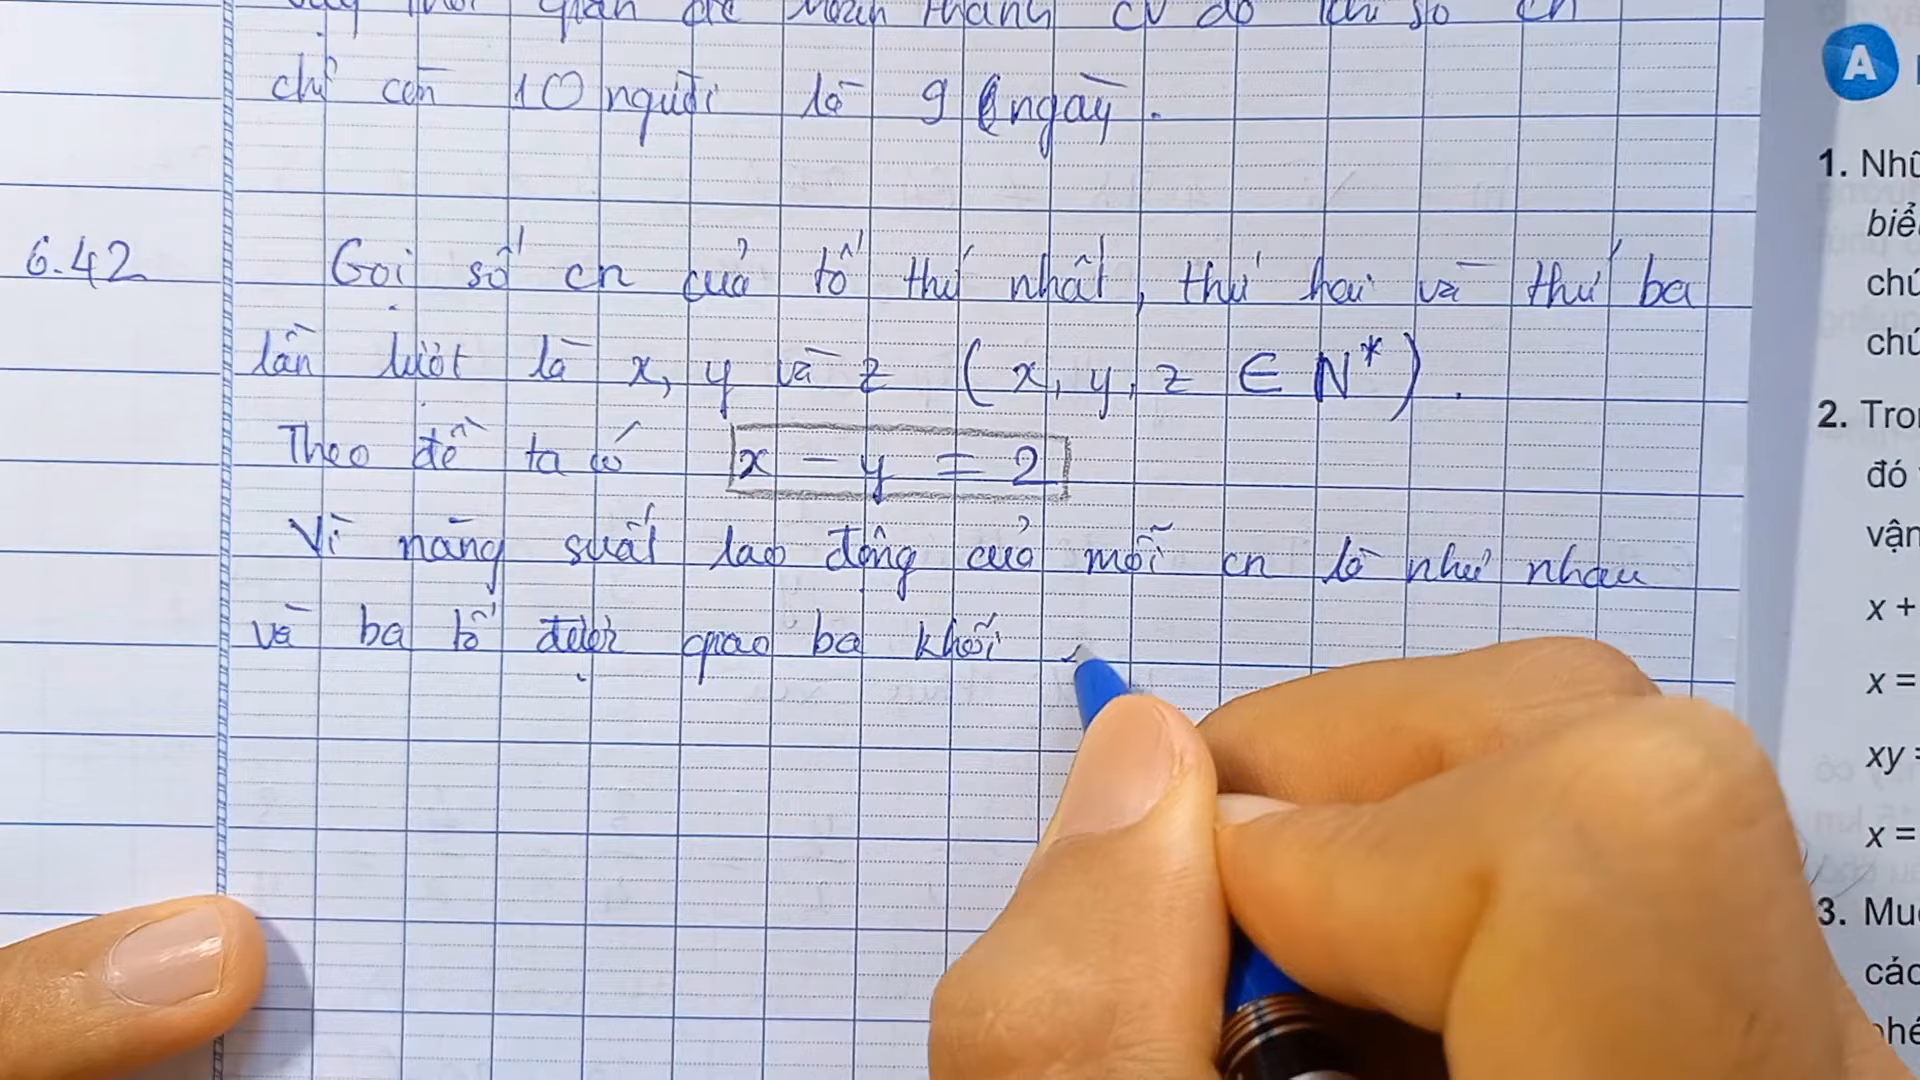 chỉ còn 10 người là 9 ngày.
6.42 Gọi số cn của tổ thứ nhất, thứ hai và thứ ba
lần lượt là x, y và z (x, y, z ∈ N*).
Theo đề ta có x - y = 2
Vì năng suất lao động của mỗi cn là như nhau
và ba tổ được giao ba khối
A
1. Nhữ
biể
chú
chú
2. Tro
đó
vận
x +
x =
xy =
x =
3. Mu
các